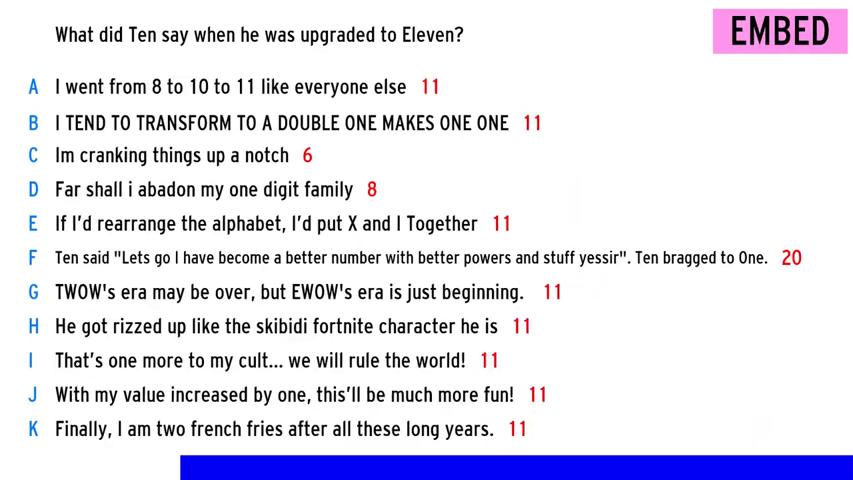 What did Ten say when he was upgraded to Eleven?
EMBED
A I went from 8 to 10 to 11 like everyone else 11
B I TEND TO TRANSFORM TO A DOUBLE ONE MAKES ONE ONE 11
C Im cranking things up a notch 6
D Far shall i abadon my one digit family 8
E If I'd rearrange the alphabet, I'd put X and I Together 11
F Ten said "Lets go I have become a better number with better powers and stuff yessir". Ten bragged to One. 20
G TWOW's era may be over, but EWOW's era is just beginning. 11
H He got rizzed up like the skibidi fortnite character he is 11
I That's one more to my cult... we will rule the world! 11
J With my value increased by one, this'll be much more fun! 11
K Finally, I am two french fries after all these long years. 11